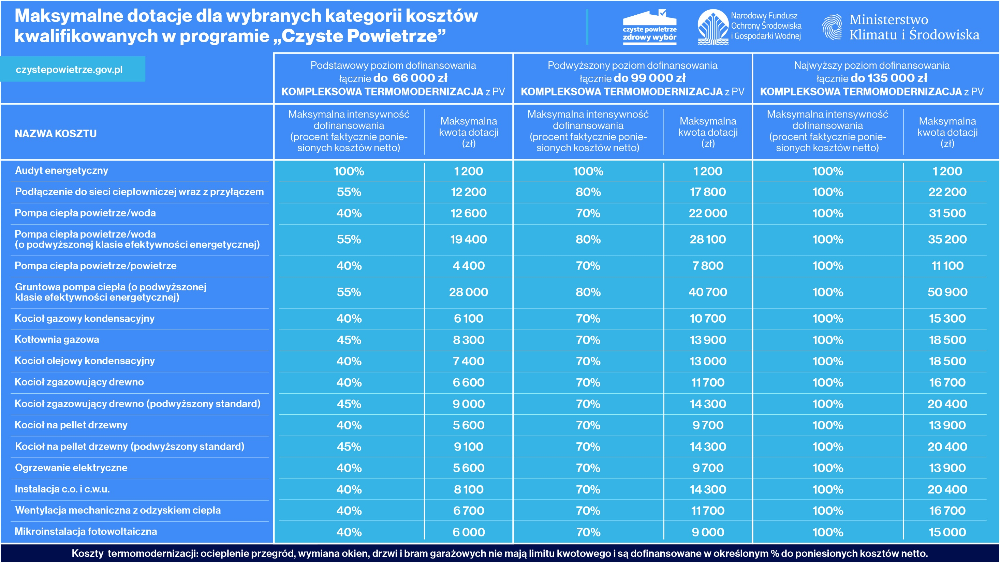 Maksymalne dotacje dla wybranych kategorii kosztów
kwalifikowanych w programie „Czyste Powietrze”
czyste powietrze
zdrowy wybór
Narodowy Fundusz
Ochrony Środowiska
i Gospodarki Wodnej
Ministerstwo
Klimatu i Środowiska
czystepowietrze.gov.pl
Podstawowy poziom dofinansowania
łącznie do 66 000 zł
KOMPLEKSOWA TERMOMODERNIZACJA z PV
Podwyższony poziom dofinansowania
łącznie do 99 000 zł
KOMPLEKSOWA TERMOMODERNIZACJA z PV
Najwyższy poziom dofinansowania
łącznie do 135 000 zł
KOMPLEKSOWA TERMOMODERNIZACJA z PV
NAZWA KOSZTU
Maksymalna intensywność
dofinansowania
(procent faktycznie ponie-
sionych kosztów netto)
Maksymalna
kwota dotacji
(zł)
Maksymalna intensywność
dofinansowania
(procent faktycznie ponie-
sionych kosztów netto)
Maksymalna
kwota dotacji
(zł)
Maksymalna intensywność
dofinansowania
(procent faktycznie ponie-
sionych kosztów netto)
Maksymalna
kwota dotacji
(zł)
Audyt energetyczny 100% 1 200 100% 1 200 100% 1 200
Podłączenie do sieci ciepłowniczej wraz z przyłączem 55% 12 200 80% 17 800 100% 22 200
Pompa ciepła powietrze/woda 40% 12 600 70% 22 000 100% 31 500
Pompa ciepła powietrze/woda
(o podwyższonej klasie efektywności energetycznej) 55% 19 400 80% 28 100 100% 35 200
Pompa ciepła powietrze/powietrze 40% 4 400 70% 7 800 100% 11 100
Gruntowa pompa ciepła (o podwyższonej
klasie efektywności energetycznej) 55% 28 000 80% 40 700 100% 50 900
Kocioł gazowy kondensacyjny 40% 6 100 70% 10 700 100% 15 300
Kotłownia gazowa 45% 8 300 70% 13 900 100% 18 500
Kocioł olejowy kondensacyjny 40% 7 400 70% 13 000 100% 18 500
Kocioł zgazowujący drewno 40% 6 600 70% 11 700 100% 16 700
Kocioł zgazowujący drewno (podwyższony standard) 45% 9 000 70% 14 300 100% 20 400
Kocioł na pellet drzewny 40% 5 600 70% 9 700 100% 13 900
Kocioł na pellet drzewny (podwyższony standard) 45% 9 100 70% 14 300 100% 20 400
Ogrzewanie elektryczne 40% 5 600 70% 9 700 100% 13 900
Instalacja c.o. i c.w.u. 40% 8 100 70% 14 300 100% 20 400
Wentylacja mechaniczna z odzyskiem ciepła 40% 6 700 70% 11 700 100% 16 700
Mikroinstalacja fotowoltaiczna 40% 6 000 70% 9 000 100% 15 000
Koszty termomodernizacji: ocieplenie przegród, wymiana okien, drzwi i bram garażowych nie mają limitu kwotowego i są dofinansowane w określonym % do poniesionych kosztów netto.